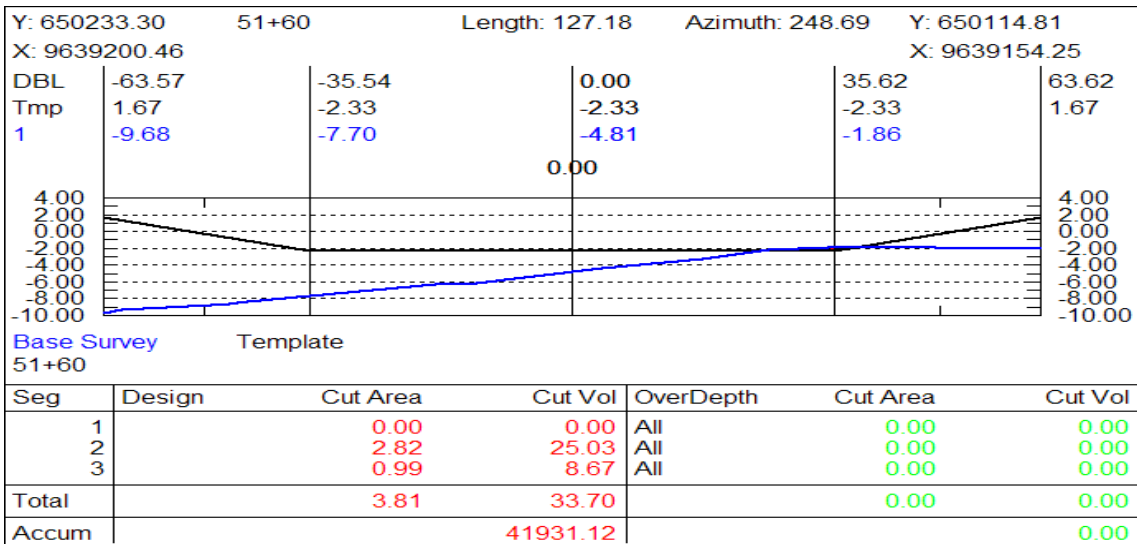 Y: 650233.30 51+60 Length: 127.18 Azimuth: 248.69 Y: 650114.81
X: 9639200.46 X: 9639154.25
DBL -63.57 -35.54 0.00 35.62 63.62
Tmp 1.67 -2.33 -2.33 -2.33 1.67
1 -9.68 -7.70 -4.81 -1.86
0.00
4.00 4.00
2.00 2.00
0.00 0.00
-2.00 -2.00
-4.00 -4.00
-6.00 -6.00
-8.00 -8.00
-10.00 -10.00
Base Survey Template
51+60
Seg Design Cut Area Cut Vol OverDepth Cut Area Cut Vol
1 0.00 0.00 All 0.00 0.00
2 2.82 25.03 All 0.00 0.00
3 0.99 8.67 All 0.00 0.00
Total 3.81 33.70 0.00 0.00
Accum 41931.12 0.00